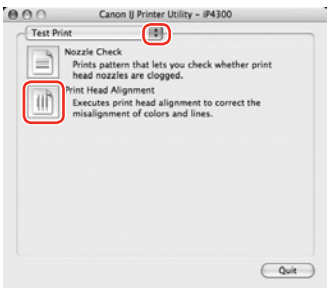 Canon IJ Printer Utility – iP4300
Test Print
Nozzle Check
Prints pattern that lets you check whether print
head nozzles are clogged.
Print Head Alignment
Executes print head alignment to correct the
misalignment of colors and lines.
Quit